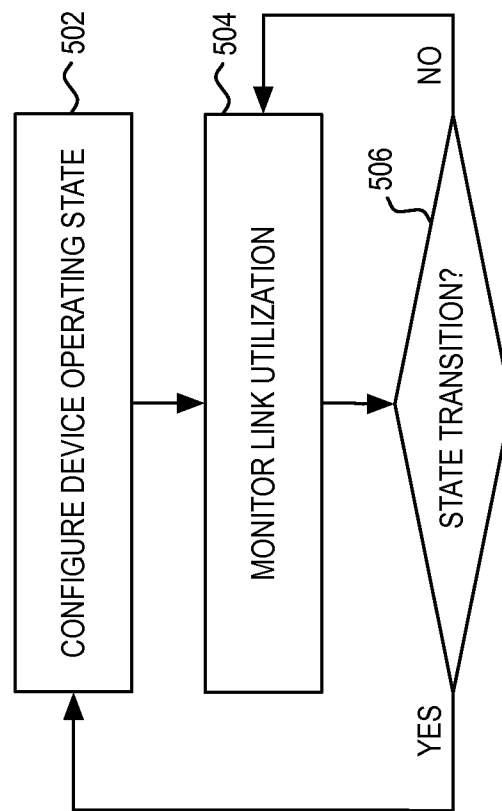 CONFIGURE DEVICE OPERATING STATE
502
MONITOR LINK UTILIZATION
504
STATE TRANSITION?
506
YES
NO